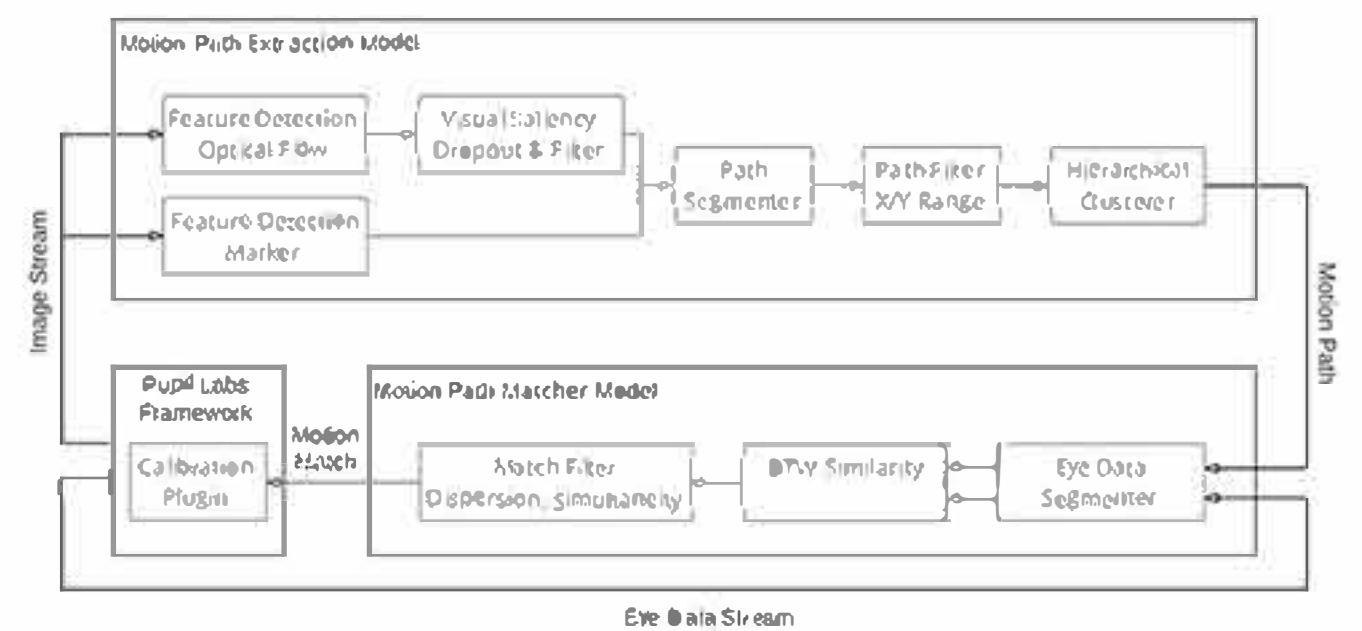 Motion Path Extraction Model
Feature Detection
Optical Flow
Visual Saliency
Dropout & Filter
Feature Detection
Marker
Path
Segmenter
Path Filter
X/Y Range
Hierarchical
Clusterer
Image Stream
Motion Path
Pupil Labs
Framework
Calibration
Plugin
Motion
Match
Motion Path Matcher Model
Match Filter
Dispersion, Simultaneity
DTW Similarity
Eye Data
Segmenter
Eye Data Stream